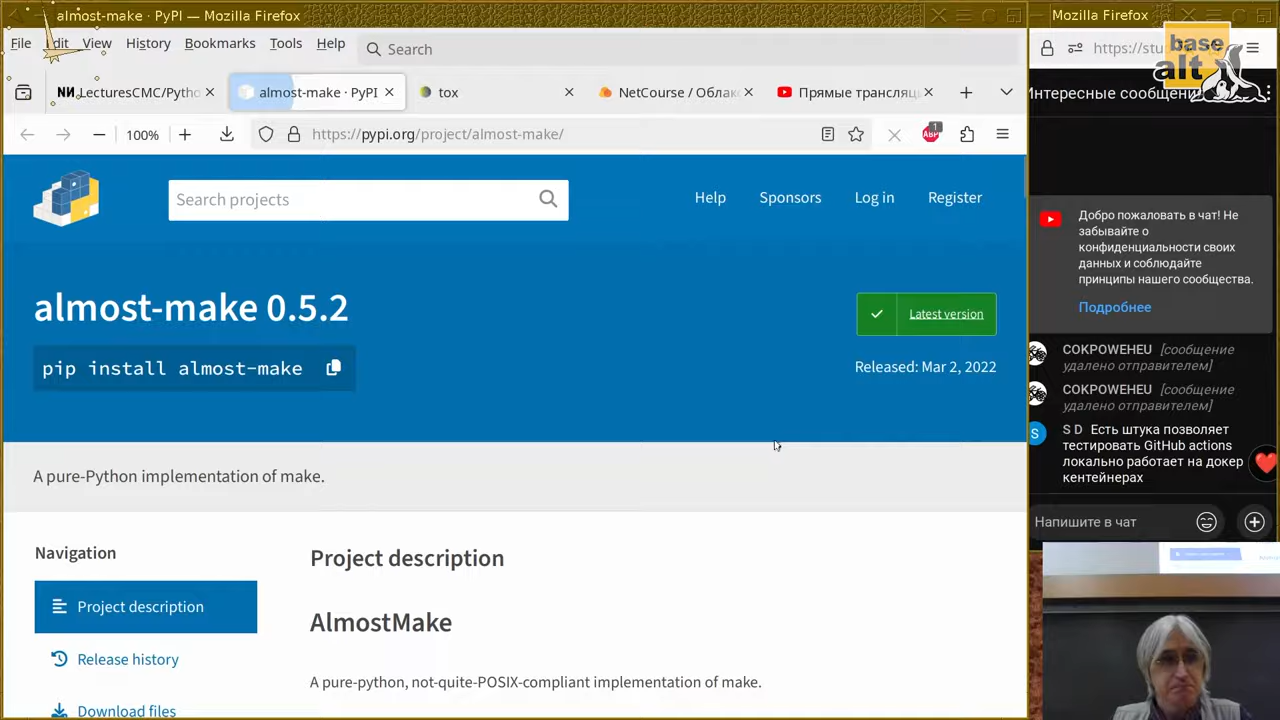 almost-make · PyPI — Mozilla Firefox
File Edit View History Bookmarks Tools Help
Search
LecturesCMC/Pytho
almost-make · PyPI
tox
NetCourse / Облак
Прямые трансляц
100%
https://pypi.org/project/almost-make/
Search projects
Help Sponsors Log in Register
almost-make 0.5.2
pip install almost-make
Latest version
Released: Mar 2, 2022
A pure-Python implementation of make.
Navigation
Project description
Release history
Download files
Project description
AlmostMake
A pure-python, not-quite-POSIX-compliant implementation of make.
Mozilla Firefox
base
alt
https://stu
Интересные сообщени
Добро пожаловать в чат! Не
забывайте о
конфиденциальности своих
данных и соблюдайте
принципы нашего сообщества.
Подробнее
COKPOWEHEU [сообщение
удалено отправителем]
COKPOWEHEU [сообщение
удалено отправителем]
S
S D Есть штука позволяет
тестировать GitHub actions
локально работает на докер
кентейнерах
Напишите в чат